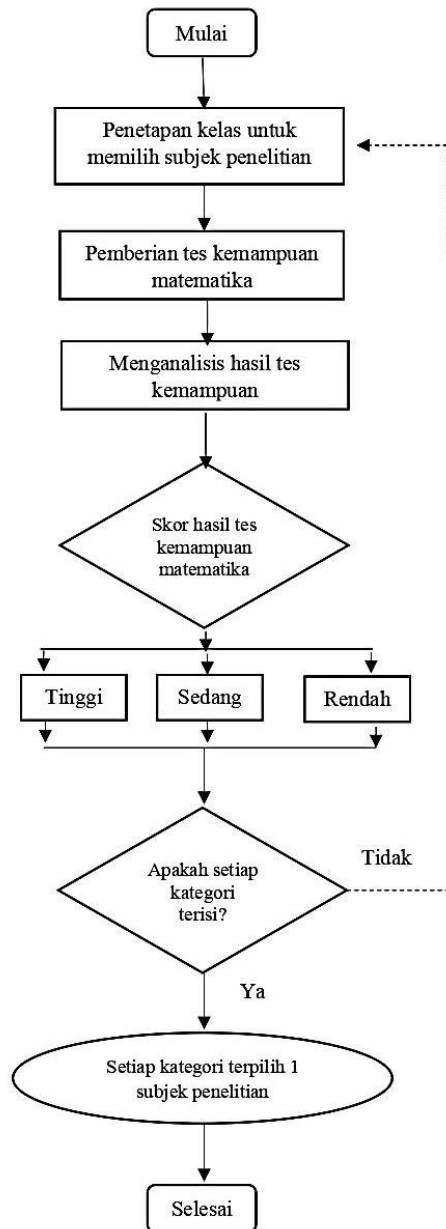 Mulai
Penetapan kelas untuk
memilih subjek penelitian
Pemberian tes kemampuan
matematika
Menganalisis hasil tes
kemampuan
Skor hasil tes
kemampuan
matematika
Tinggi
Sedang
Rendah
Apakah setiap
kategori
terisi?
Tidak
Ya
Setiap kategori terpilih 1
subjek penelitian
Selesai